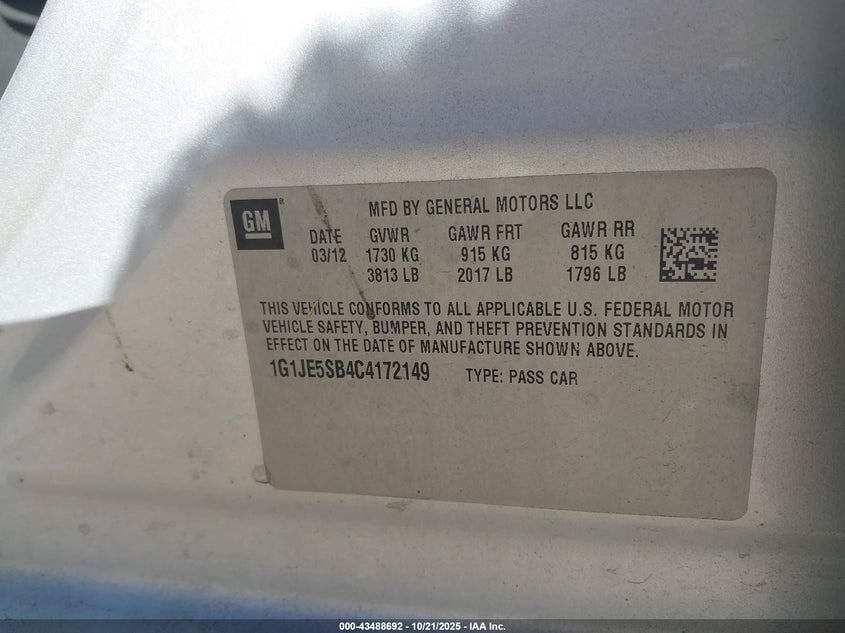 GM®
MFD BY GENERAL MOTORS LLC
DATE GVWR GAWR FRT GAWR RR
03/12 1730 KG 915 KG 815 KG
3813 LB 2017 LB 1796 LB
THIS VEHICLE CONFORMS TO ALL APPLICABLE U.S. FEDERAL MOTOR
VEHICLE SAFETY, BUMPER, AND THEFT PREVENTION STANDARDS IN
EFFECT ON THE DATE OF MANUFACTURE SHOWN ABOVE.
1G1JE5SB4C4172149 TYPE: PASS CAR
000-43488692 - 10/21/2025 - IAA Inc.